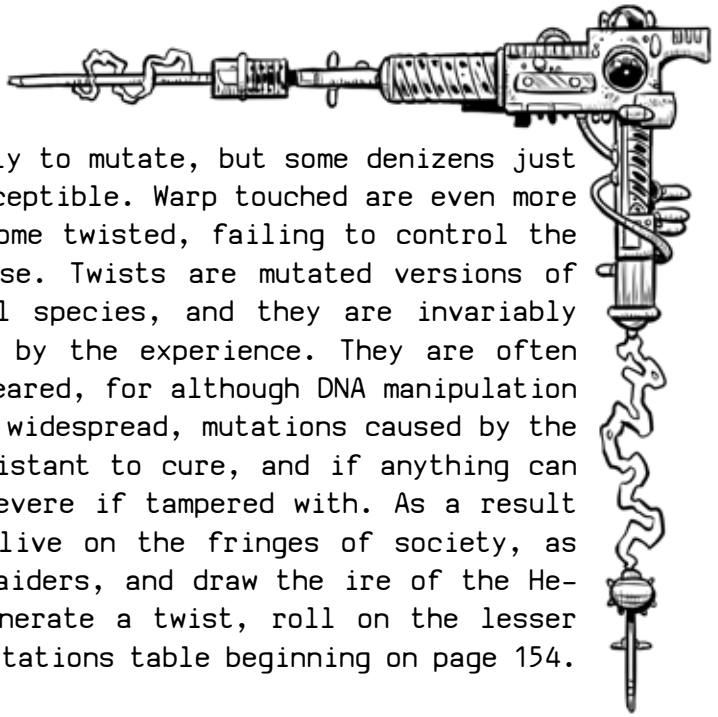 ly to mutate, but some denizens just
ceptible. Warp touched are even more
ome twisted, failing to control the
se. Twists are mutated versions of
l species, and they are invariably
by the experience. They are often
eared, for although DNA manipulation
widespread, mutations caused by the
istant to cure, and if anything can
evere if tampered with. As a result
live on the fringes of society, as
aiders, and draw the ire of the He-
nerate a twist, roll on the lesser
tations table beginning on page 154.